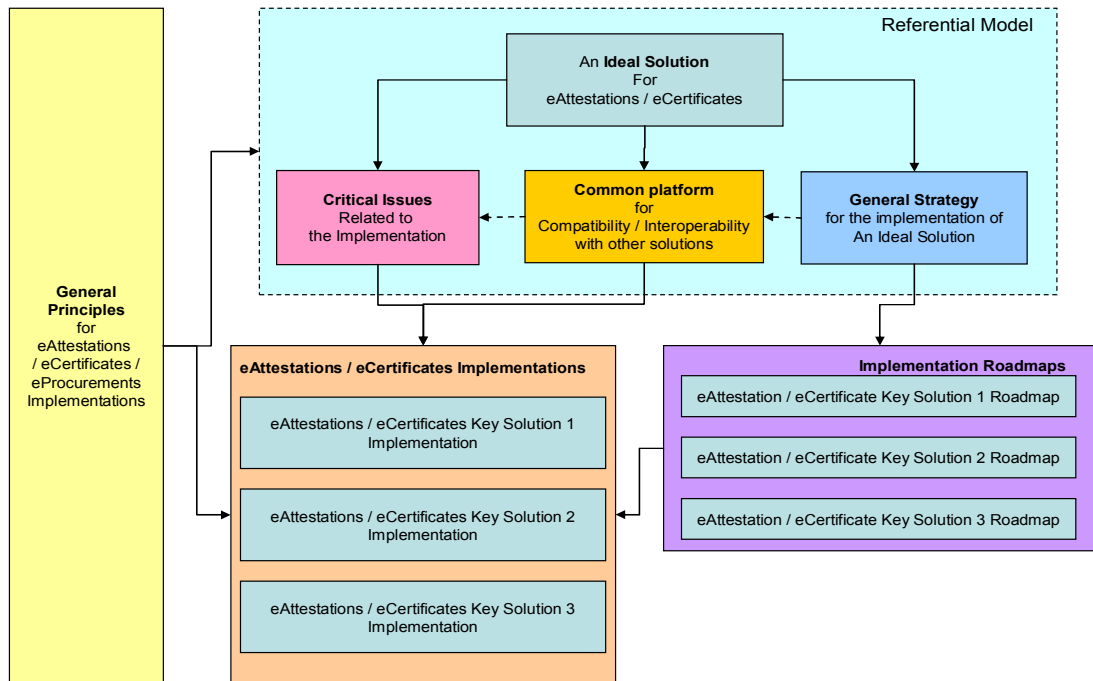 Referential Model
An Ideal Solution
For
eAttestations / eCertificates
Critical Issues
Related to
the Implementation
Common platform
for
Compatibility / Interoperability
with other solutions
General Strategy
for the implementation of
An Ideal Solution
General
Principles
for
eAttestations
/ eCertificates /
eProcurements
Implementations
eAttestations / eCertificates Implementations
eAttestations / eCertificates Key Solution 1
Implementation
eAttestations / eCertificates Key Solution 2
Implementation
eAttestations / eCertificates Key Solution 3
Implementation
Implementation Roadmaps
eAttestation / eCertificate Key Solution 1 Roadmap
eAttestation / eCertificate Key Solution 2 Roadmap
eAttestation / eCertificate Key Solution 3 Roadmap